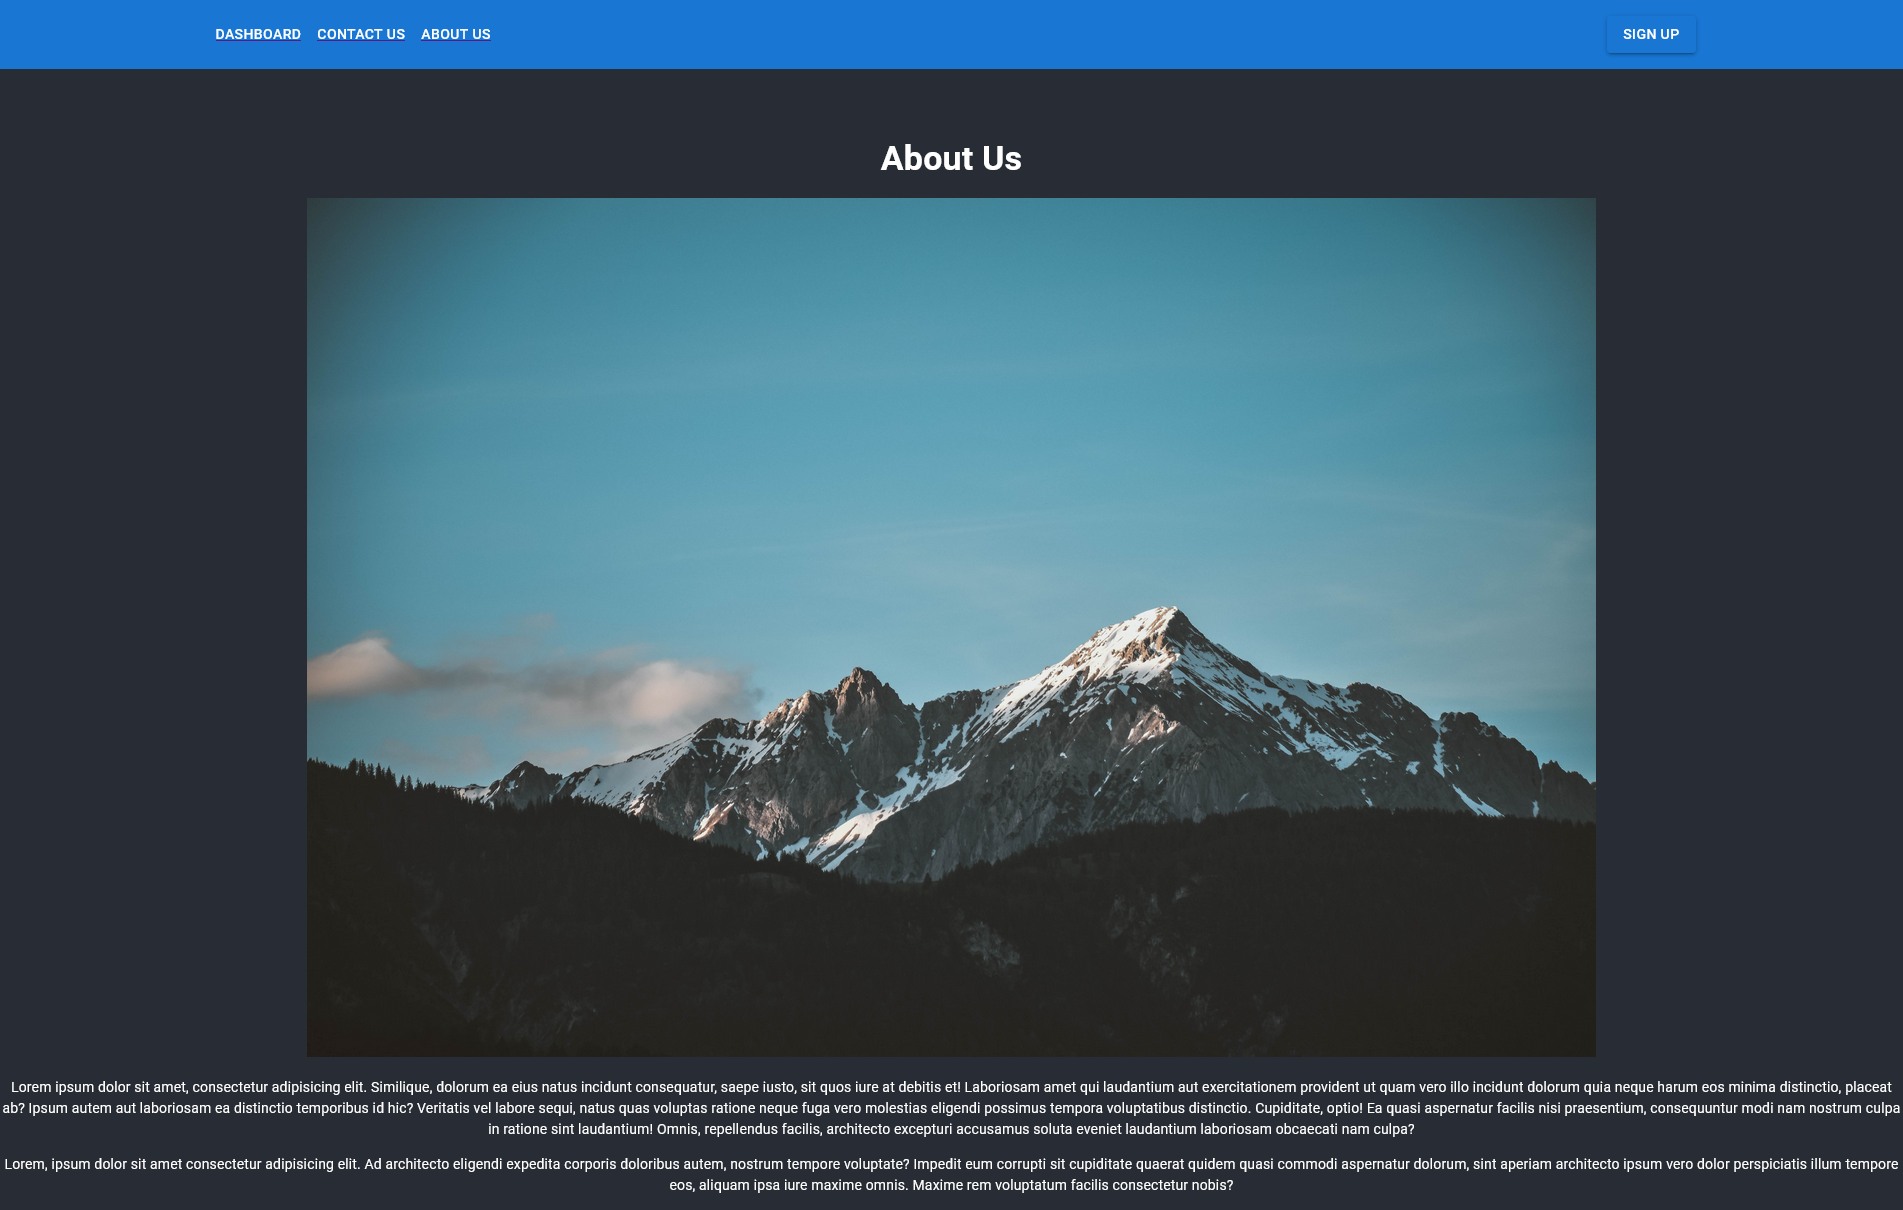 DASHBOARD CONTACT US ABOUT US SIGN UP
About Us
Lorem ipsum dolor sit amet, consectetur adipisicing elit. Similique, dolorum ea eius natus incidunt consequatur, saepe iusto, sit quos iure at debitis et! Laboriosam amet qui laudantium aut exercitationem provident ut quam vero illo incidunt dolorum quia neque harum eos minima distinctio, placeat
ab? Ipsum autem aut laboriosam ea distinctio temporibus id hic? Veritatis vel labore sequi, natus quas voluptas ratione neque fuga vero molestias eligendi possimus tempora voluptatibus distinctio. Cupiditate, optio! Ea quasi aspernatur facilis nisi praesentium, consequuntur modi nam nostrum culpa
in ratione sint laudantium! Omnis, repellendus facilis, architecto excepturi accusamus soluta eveniet laudantium laboriosam obcaecati nam culpa?
Lorem, ipsum dolor sit amet consectetur adipisicing elit. Ad architecto eligendi expedita corporis doloribus autem, nostrum tempore voluptate? Impedit eum corrupti sit cupiditate quaerat quidem quasi commodi aspernatur dolorum, sint aperiam architecto ipsum vero dolor perspiciatis illum tempore
eos, aliquam ipsa iure maxime omnis. Maxime rem voluptatum facilis consectetur nobis?